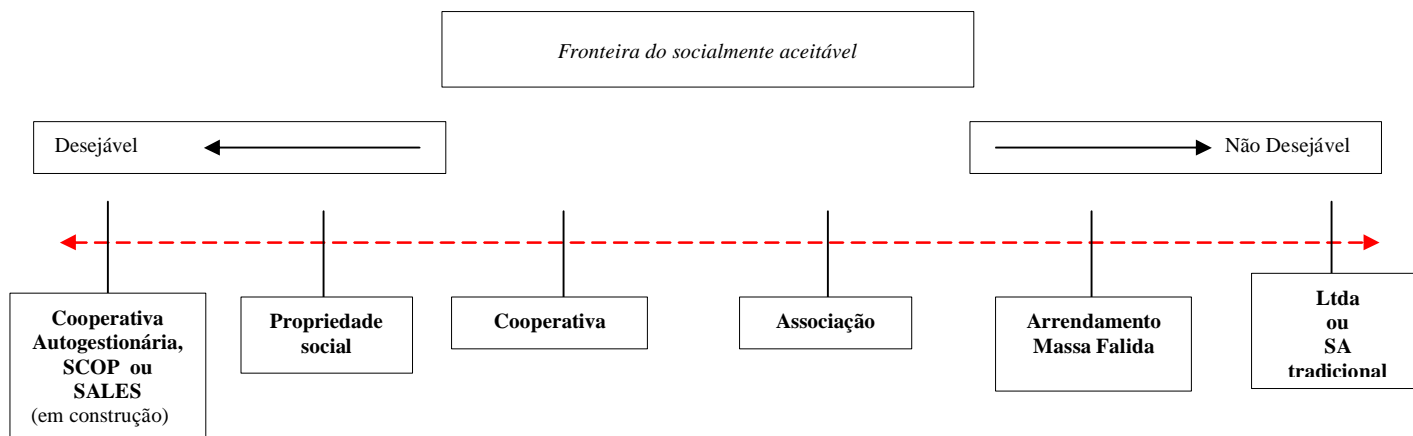 Fronteira do socialmente aceitável
Desejável
Não Desejável
Cooperativa
Autogestionária,
SCOP ou
SALES
(em construção)
Propriedade
social
Cooperativa
Associação
Arrendamento
Massa Falida
Ltda
ou
SA
tradicional